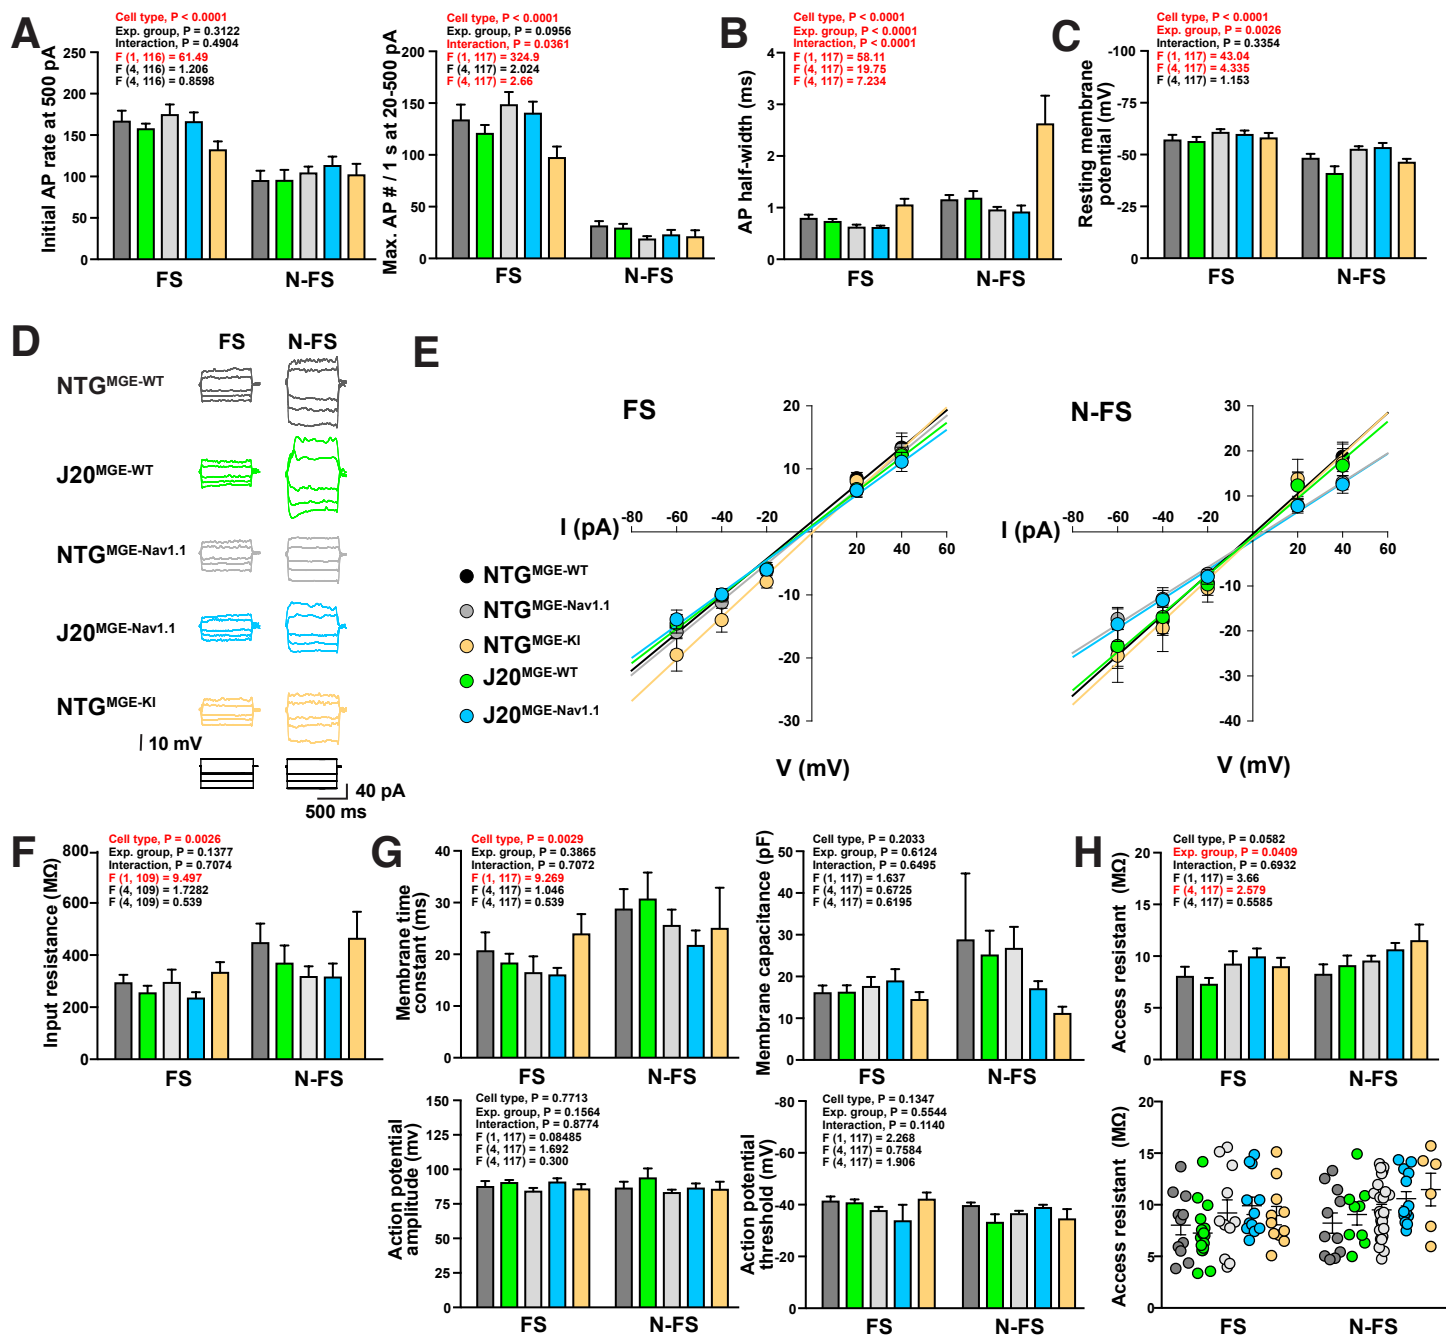 A
Cell type, P < 0.0001
Exp. group, P = 0.3122
Interaction, P = 0.4904
F (1, 116) = 61.49
F (4, 116) = 1.206
F (4, 116) = 0.8598
Initial AP rate at 500 pA
250
200
150
100
50
0
FS
N-FS
Cell type, P < 0.0001
Exp. group, P = 0.0956
Interaction, P = 0.0361
F (1, 117) = 324.9
F (4, 117) = 2.024
F (4, 117) = 2.66
Max. AP # / 1 s at 20-500 pA
200
150
100
50
0
FS
N-FS
B
Cell type, P < 0.0001
Exp. group, P < 0.0001
Interaction, P < 0.0001
F (1, 117) = 58.11
F (4, 117) = 19.75
F (4, 117) = 7.234
AP half-width (ms)
4
3
2
1
0
FS
N-FS
C
Cell type, P < 0.0001
Exp. group, P = 0.0026
Interaction, P = 0.3354
F (1, 117) = 43.04
F (4, 117) = 4.335
F (4, 117) = 1.153
Resting membrane
potential (mV)
-100
-75
-50
-25
0
FS
N-FS
D
FS
N-FS
NTG MGE-WT
J20 MGE-WT
NTG MGE-Nav1.1
J20 MGE-Nav1.1
NTG MGE-KI
10 mV
40 pA
500 ms
E
FS
20
10
-10
-20
-30
I (pA)
-80 -60 -40 -20
20 40 60
V (mV)
NTG MGE-WT
NTG MGE-Nav1.1
NTG MGE-KI
J20 MGE-WT
J20 MGE-Nav1.1
N-FS
30
20
10
-10
-20
-30
-40
I (pA)
-80 -60 -40 -20
20 40 60
V (mV)
F
Cell type, P = 0.0026
Exp. group, P = 0.1377
Interaction, P = 0.7074
F (1, 109) = 9.497
F (4, 109) = 1.7282
F (4, 109) = 0.539
Input resistance (MΩ)
800
600
400
200
0
FS
N-FS
G
Cell type, P = 0.0029
Exp. group, P = 0.3865
Interaction, P = 0.7072
F (1, 117) = 9.269
F (4, 117) = 1.046
F (4, 117) = 0.539
Membrane time
constant (ms)
40
30
20
10
0
FS
N-FS
Cell type, P = 0.2033
Exp. group, P = 0.6124
Interaction, P = 0.6495
F (1, 117) = 1.637
F (4, 117) = 0.6725
F (4, 117) = 0.6195
Membrane capacitance (pF)
50
40
30
20
10
0
FS
N-FS
H
Cell type, P = 0.0582
Exp. group, P = 0.0409
Interaction, P = 0.6932
F (1, 117) = 3.66
F (4, 117) = 2.579
F (4, 117) = 0.5585
Access resistant (MΩ)
20
15
10
5
0
FS
N-FS
Cell type, P = 0.7713
Exp. group, P = 0.1564
Interaction, P = 0.8774
F (1, 117) = 0.08485
F (4, 117) = 1.692
F (4, 117) = 0.300
Action potential
amplitude (mv)
150
125
100
75
50
25
0
FS
N-FS
Cell type, P = 0.1347
Exp. group, P = 0.5544
Interaction, P = 0.1140
F (1, 117) = 2.268
F (4, 117) = 0.7584
F (4, 117) = 1.906
Action potential
threshold (mV)
-80
-60
-40
-20
0
FS
N-FS
Access resistant (MΩ)
20
15
10
5
0
FS
N-FS